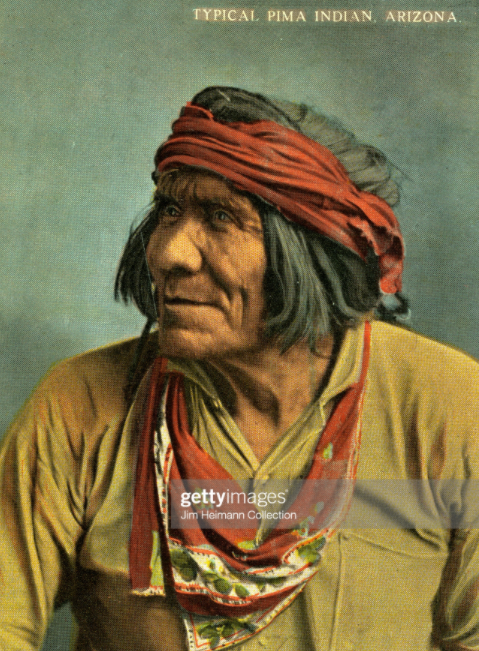 TYPICAL PIMA INDIAN, ARIZONA.
gettyimages
Jim Heimann Collection